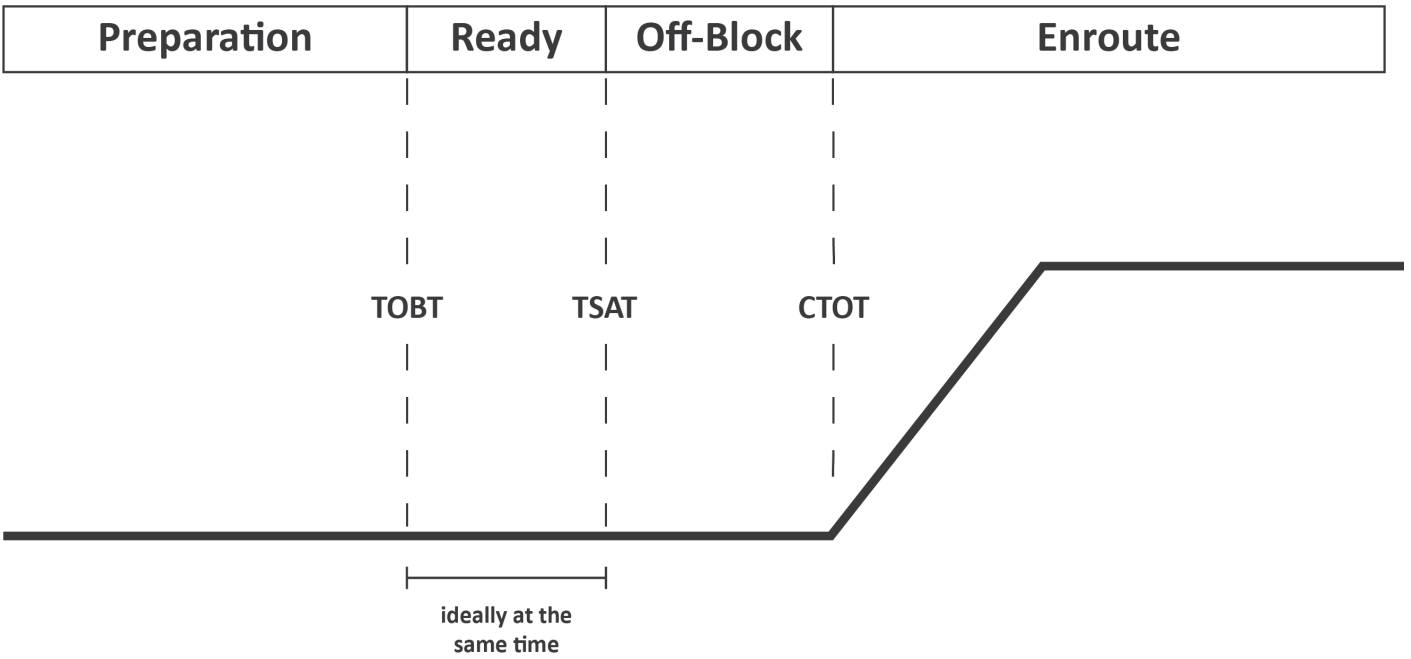 Preparation
Ready
Off-Block
Enroute
TOBT
TSAT
CTOT
ideally at the
same time